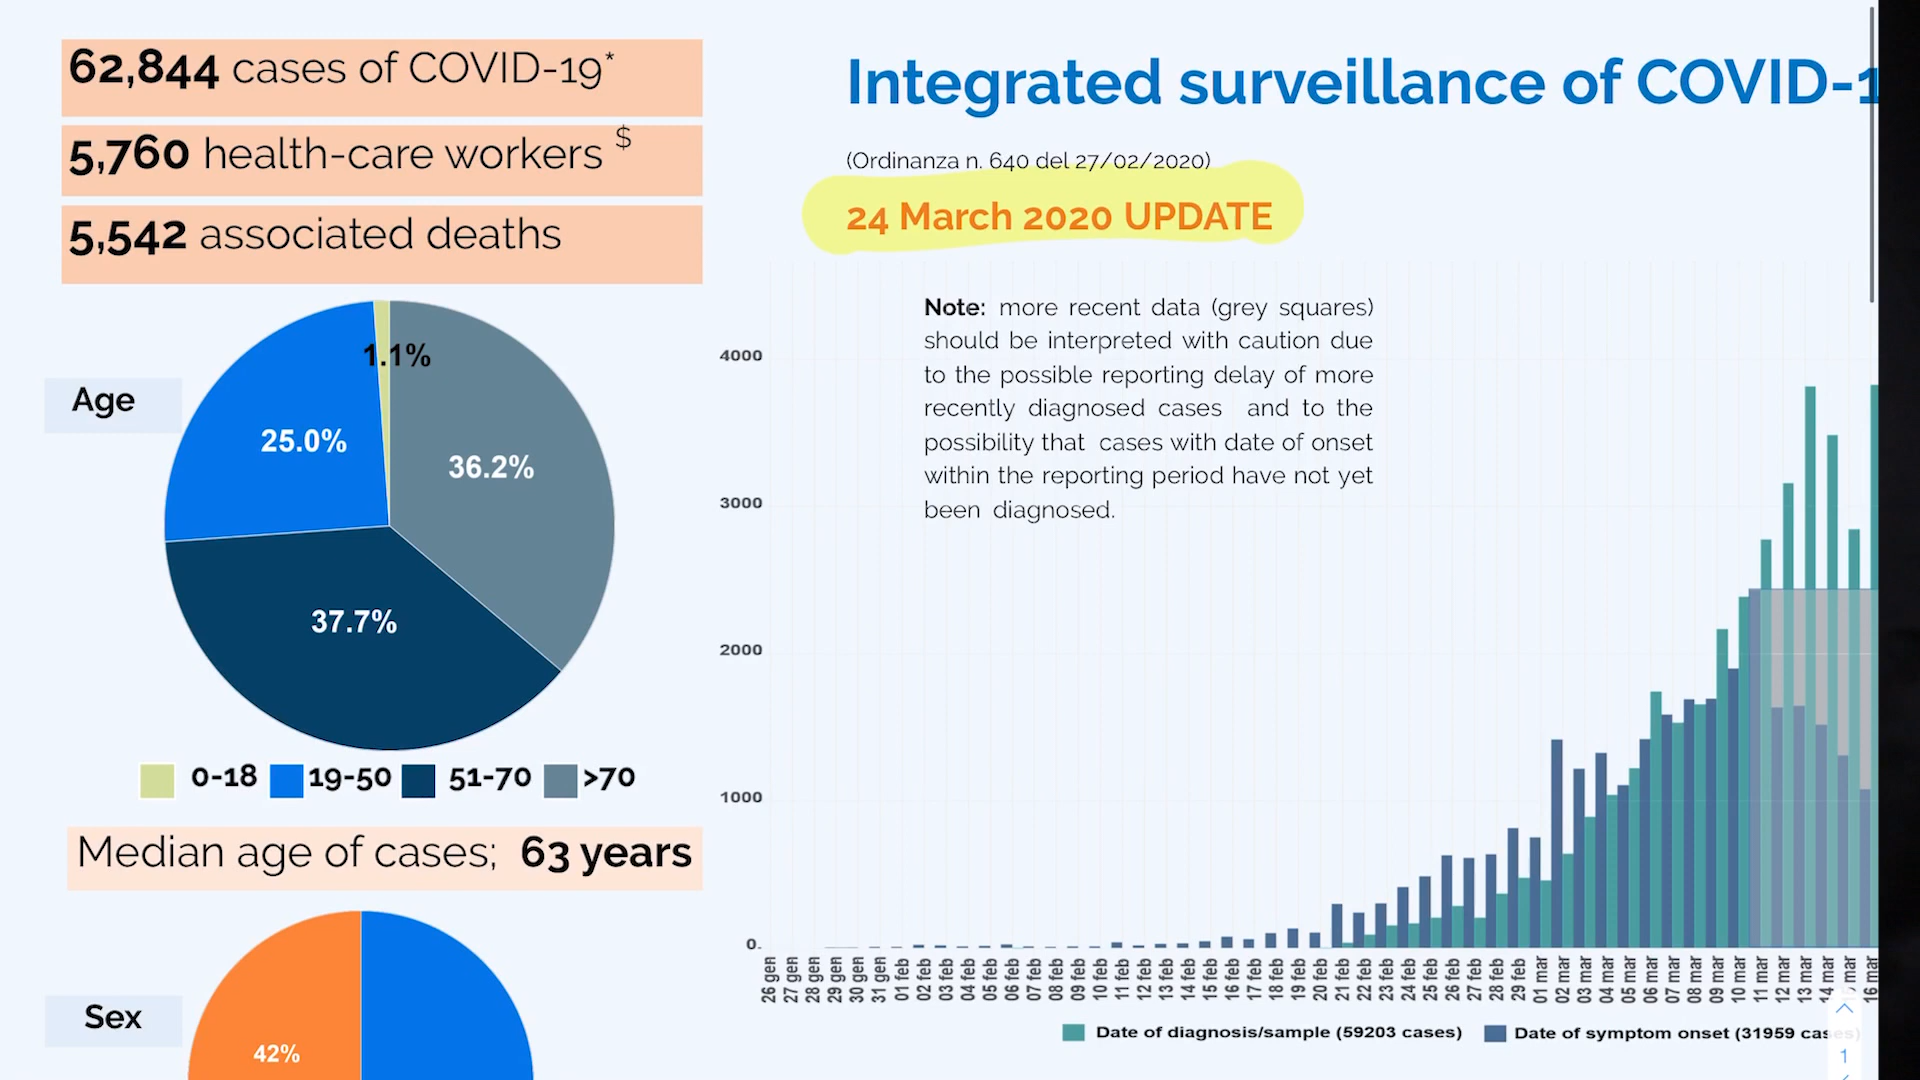 62,844 cases of COVID-19*
5,760 health-care workers $
5,542 associated deaths
Age
1.1%
25.0%
36.2%
37.7%
0-18 19-50 51-70 >70
Median age of cases; 63 years
Sex
42%
Integrated surveillance of COVID-1
(Ordinanza n. 640 del 27/02/2020)
24 March 2020 UPDATE
Note: more recent data (grey squares)
should be interpreted with caution due
to the possible reporting delay of more
recently diagnosed cases and to the
possibility that cases with date of onset
within the reporting period have not yet
been diagnosed.
4000
3000
2000
1000
0
26 gen
27 gen
28 gen
29 gen
30 gen
31 gen
01 feb
02 feb
03 feb
04 feb
05 feb
06 feb
07 feb
08 feb
09 feb
10 feb
11 feb
12 feb
13 feb
14 feb
15 feb
16 feb
17 feb
18 feb
19 feb
20 feb
21 feb
22 feb
23 feb
24 feb
25 feb
26 feb
27 feb
28 feb
29 feb
01 mar
02 mar
03 mar
04 mar
05 mar
06 mar
07 mar
08 mar
09 mar
10 mar
11 mar
12 mar
13 mar
14 mar
mar
16 mar
Date of diagnosis/sample (59203 cases) Date of symptom onset (31959 cases)
1